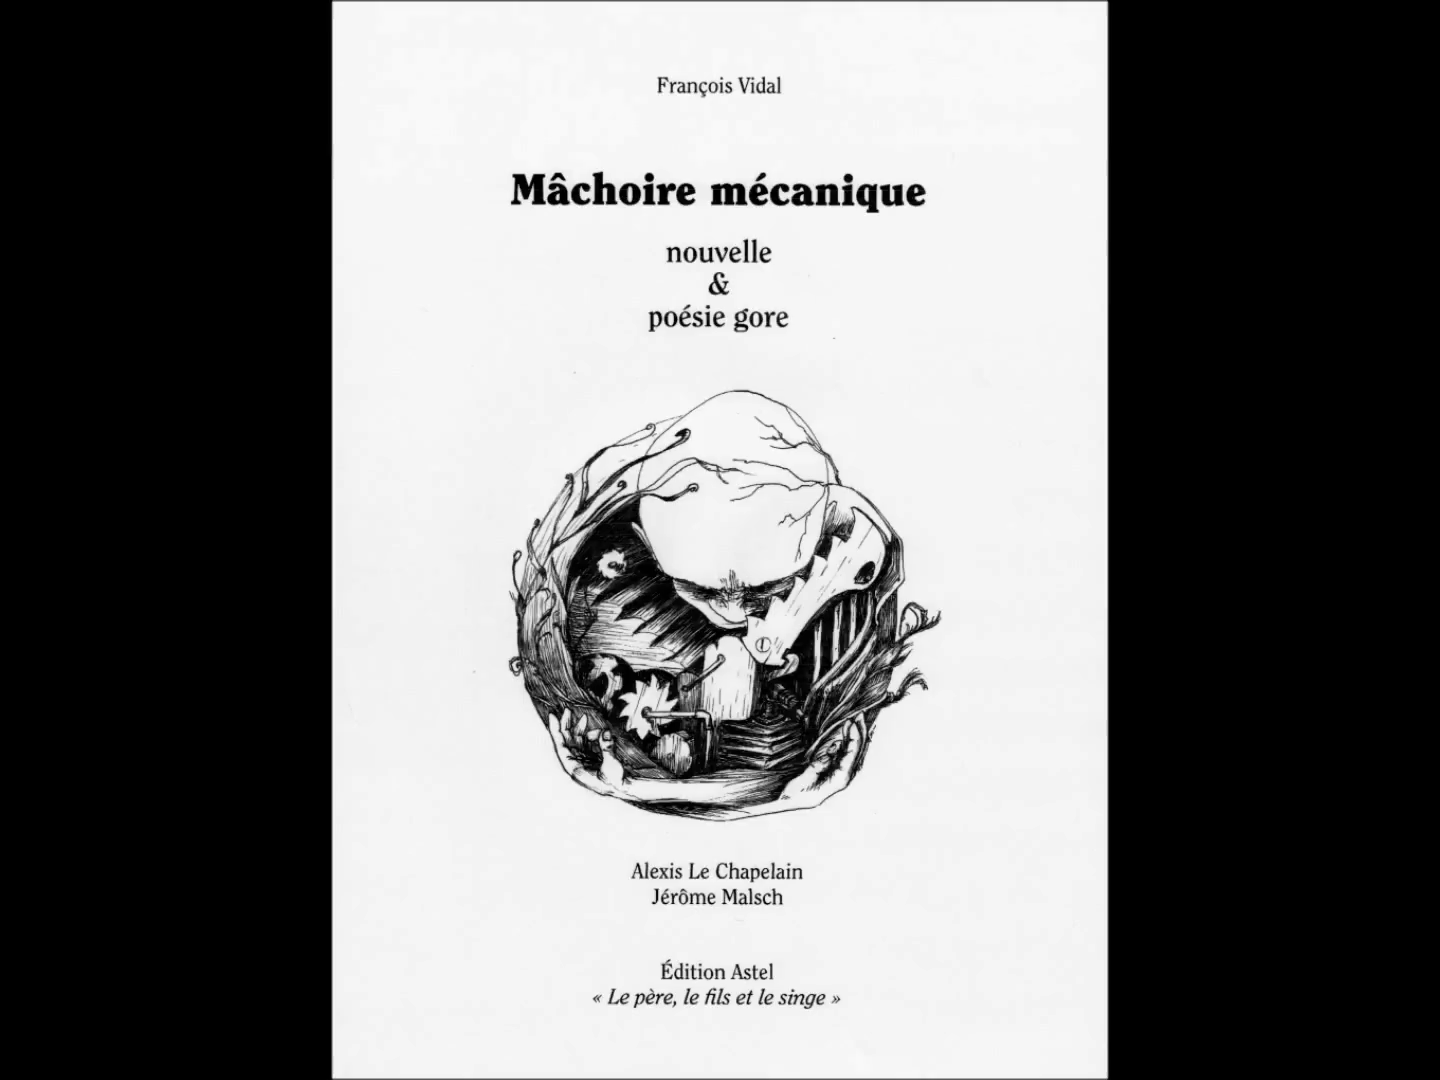 François Vidal
Mâchoire mécanique
nouvelle
&
poésie gore
Alexis Le Chapelain
Jérôme Malsch
Édition Astel
« Le père, le fils et le singe »